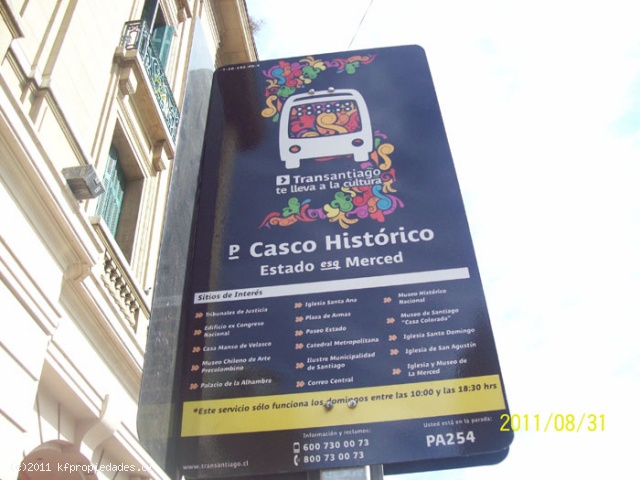 Transantiago
te lleva a la cultura
P Casco Histórico
Estado esq Merced
Sitios de Interés
Tribunales de Justicia
Edificio ex Congreso
Nacional
Casa Manso de Velasco
Museo Chileno de Arte
Precolombino
Palacio de la Alhambra
Iglesia Santa Ana
Plaza de Armas
Paseo Estado
Catedral Metropolitana
Ilustre Municipalidad
de Santiago
Correo Central
Museo Histórico
Nacional
Museo de Santiago
"Casa Colorada"
Iglesia Santo Domingo
Iglesia de San Agustín
Iglesia y Museo de
La Merced
*Este servicio sólo funciona los domingos entre las 10:00 y las 18:30 hrs
Información y reclamos:
600 730 00 73
800 73 00 73
Usted está en la parada:
PA254
www.transantiago.cl
2011/08/31
©2011 www.kfpropiedades.cl